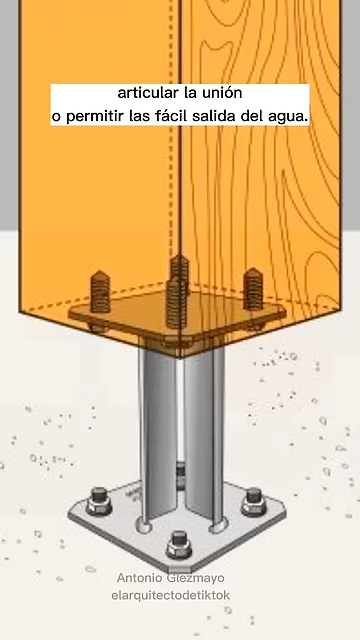 articular la unión
o permitir las fácil salida del agua.
Antonio Glezmayo
elarquitectodetiktok